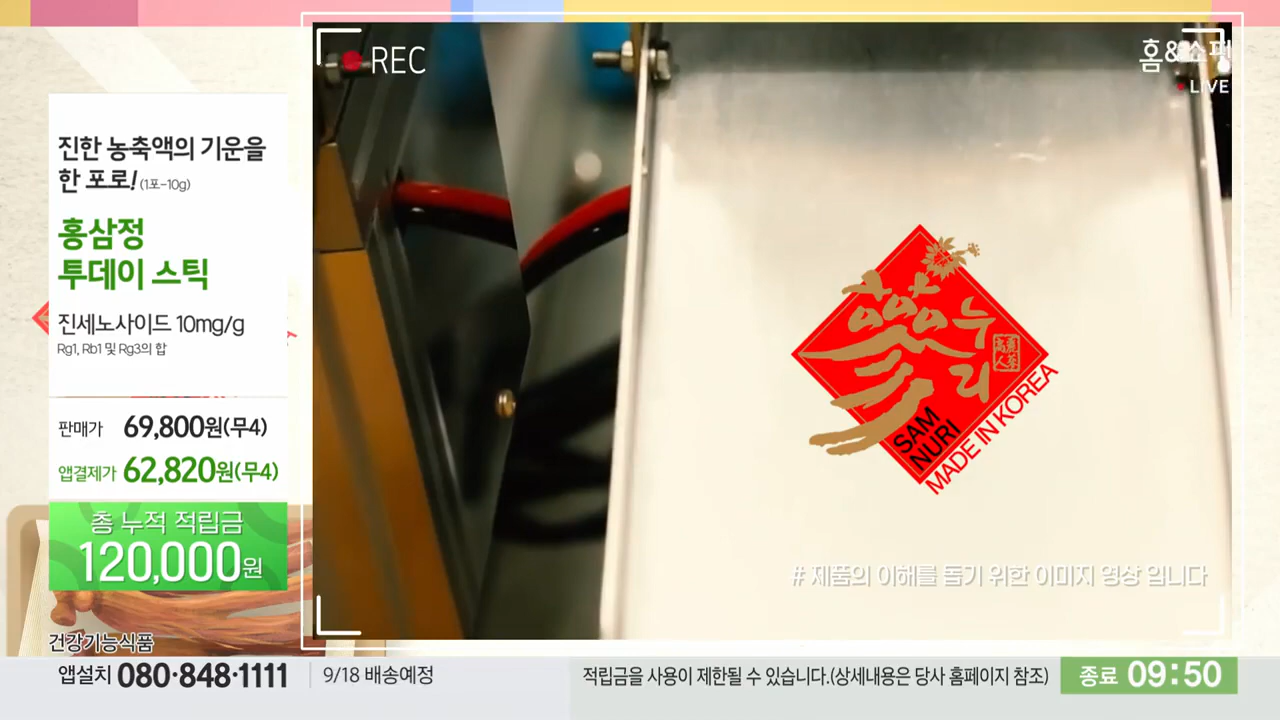 REC
홈&쇼핑
LIVE
진한 농축액의 기운을
한 포로! (1포-10g)
홍삼정
투데이 스틱
진세노사이드 10mg/g
Rg1, Rb1 및 Rg3의 합
판매가 69,800원(무4)
앱결제가 62,820원(무4)
총 누적 적립금
120,000원
건강기능식품
누리
SAM
NURI
MADE IN KOREA
# 제품의 이해를 돕기 위한 이미지 영상 입니다
앱설치 080·848·1111 9/18 배송예정
적립금을 사용이 제한될 수 있습니다.(상세내용은 당사 홈페이지 참조)
종료 09:50